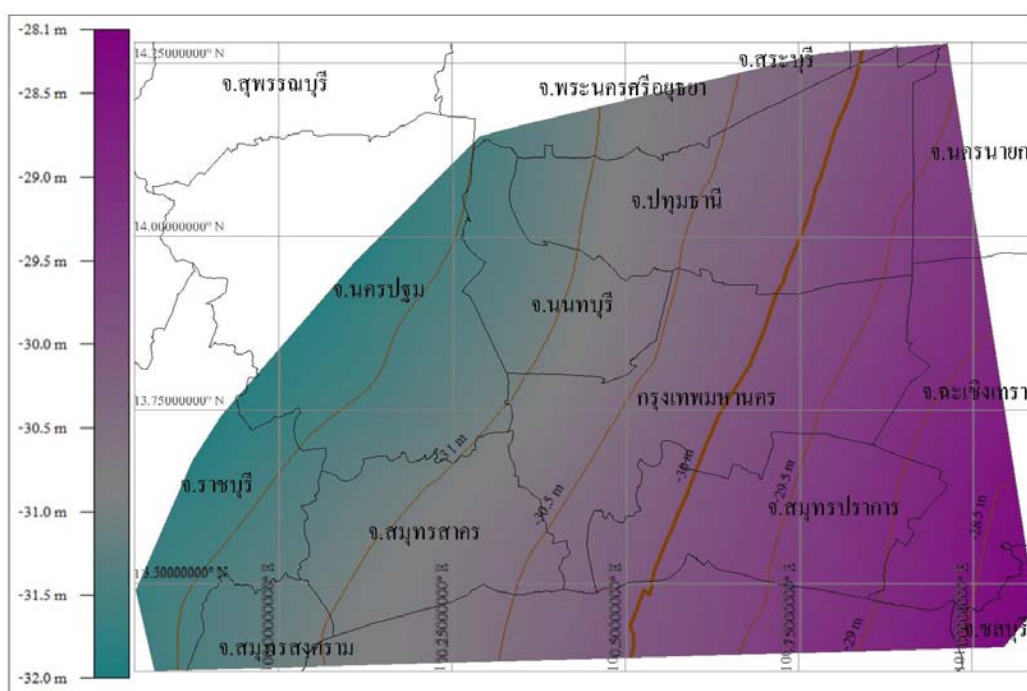 -28.1 m
-28.5 m
-29.0 m
-29.5 m
-30.0 m
-30.5 m
-31.0 m
-31.5 m
-32.0 m
14.25000000° N
14.00000000° N
13.75000000° N
13.50000000° N
จ.สุพรรณบุรี
จ.พระนครศรีอยุธยา
จ.สระบุรี
จ.นครนายก
จ.ปทุมธานี
จ.นครปฐม
จ.นนทบุรี
กรุงเทพมหานคร
จ.ฉะเชิงเทรา
จ.ราชบุรี
จ.สมุทรสาคร
จ.สมุทรปราการ
จ.สมุทรสงคราม
จ.ชลบุรี
-31 m
-30.5 m
-30 m
-29.5 m
-29 m
-28.5 m
100.25000000° E
100.50000000° E
100.75000000° E